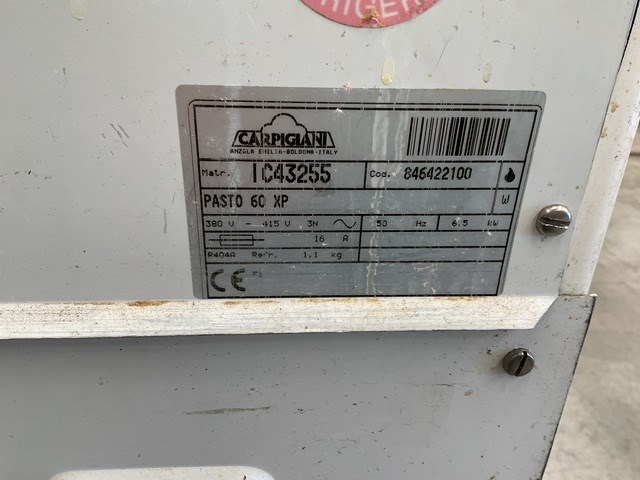 CARPIGIANI
ANZOLA EMILIA-BOLOGNA-ITALY
Matr. IC43255 Cod. 846422100
PASTO 60 XP W
380 V - 415 V 3N 50 Hz 6,5 kW
16 A
R404A Refr. 1,1 kg
CE